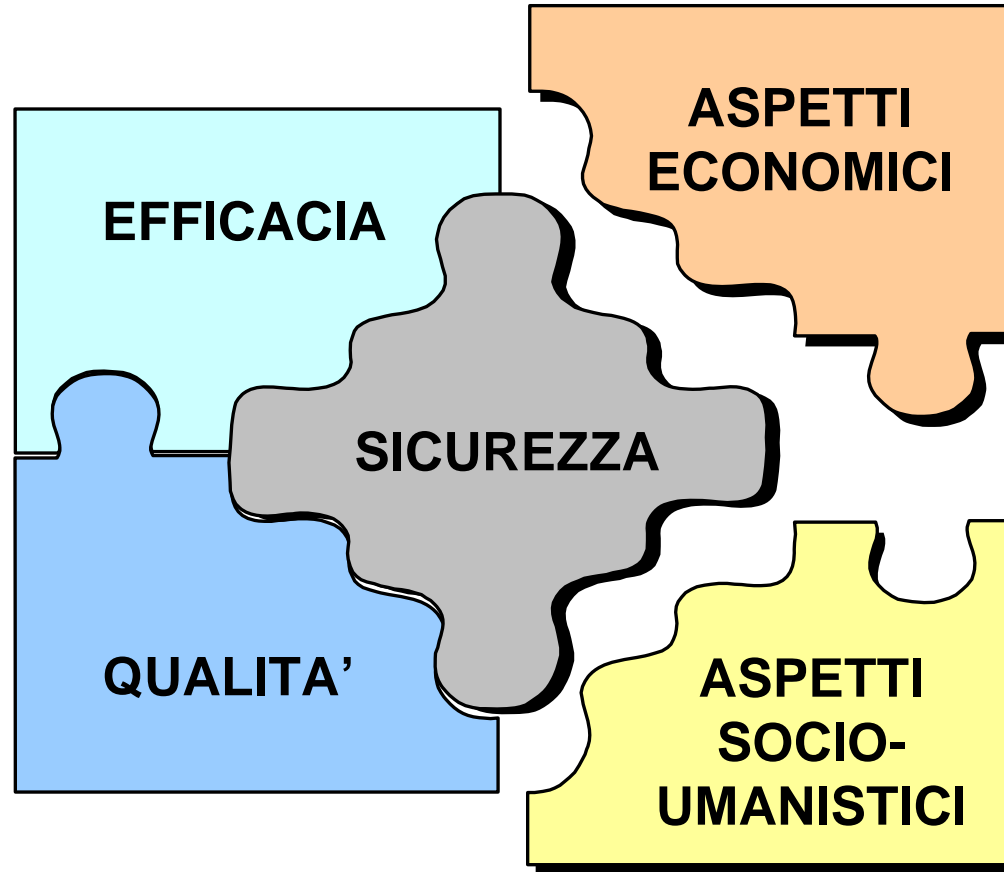 EFFICACIA
ASPETTI
ECONOMICI
SICUREZZA
QUALITA’
ASPETTI
SOCIO-
UMANISTICI